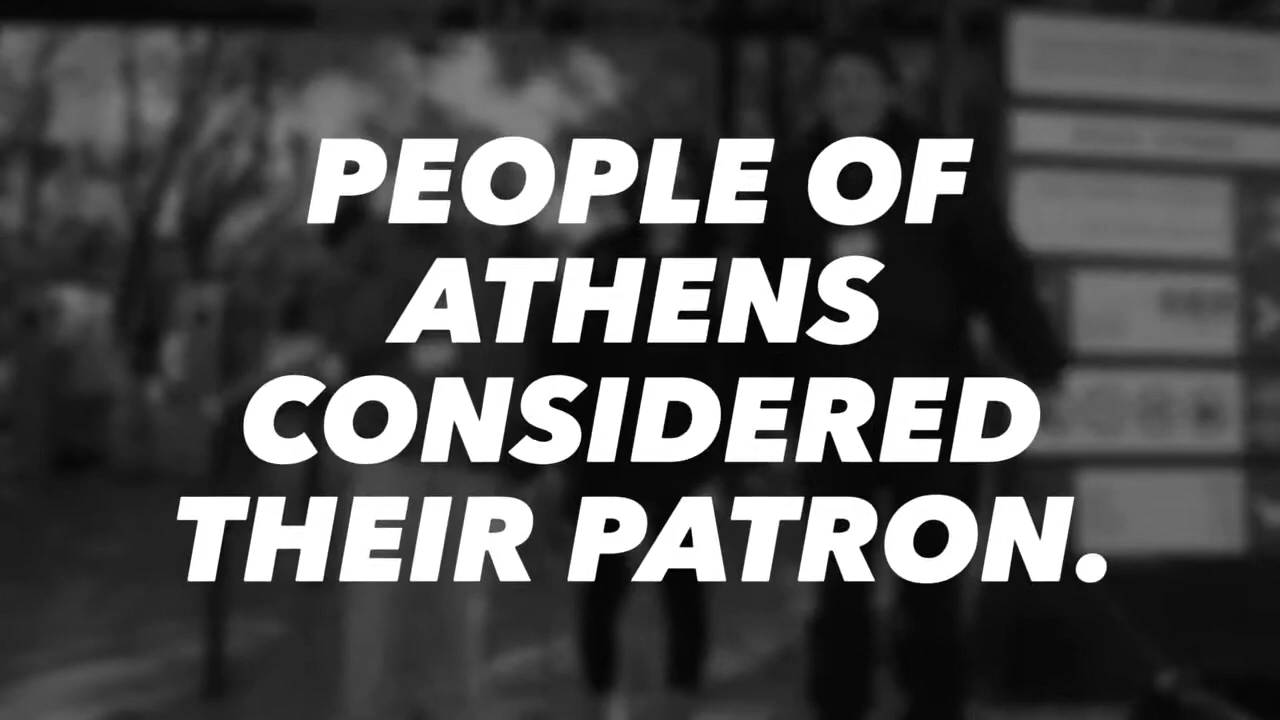 PEOPLE OF
ATHENS
CONSIDERED
THEIR PATRON.